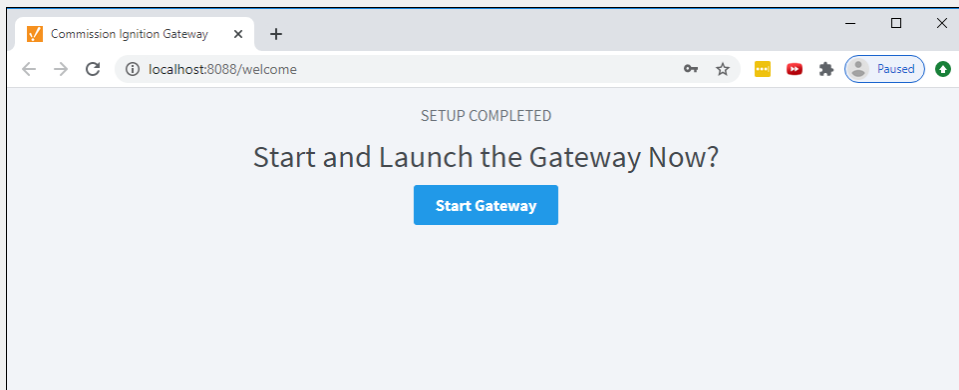 Commission Ignition Gateway
localhost:8088/welcome
Paused
SETUP COMPLETED
Start and Launch the Gateway Now?
Start Gateway